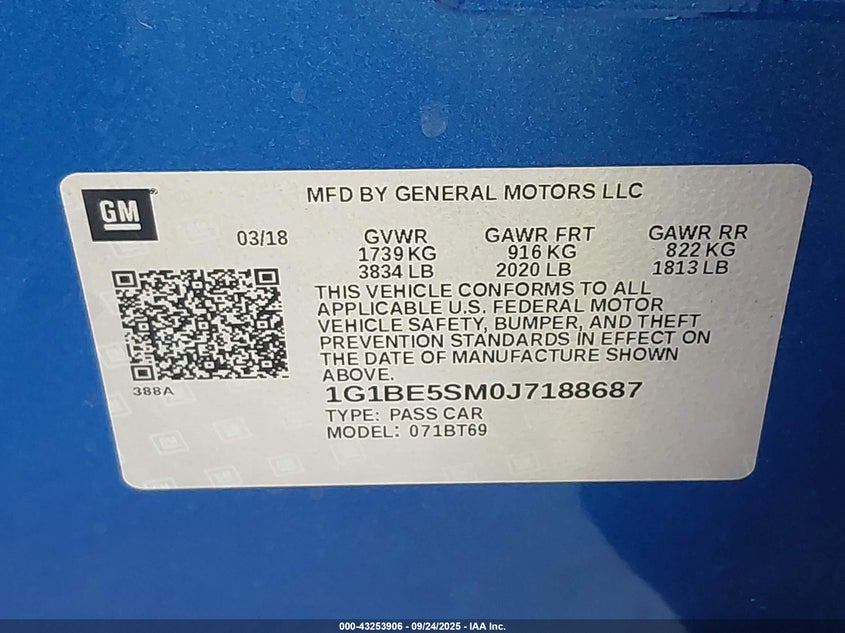 GM
MFD BY GENERAL MOTORS LLC
03/18
GVWR
1739 KG
3834 LB
GAWR FRT
916 KG
2020 LB
GAWR RR
822 KG
1813 LB
THIS VEHICLE CONFORMS TO ALL
APPLICABLE U.S. FEDERAL MOTOR
VEHICLE SAFETY, BUMPER, AND THEFT
PREVENTION STANDARDS IN EFFECT ON
THE DATE OF MANUFACTURE SHOWN
ABOVE.
388A
1G1BE5SM0J7188687
TYPE: PASS CAR
MODEL: 071BT69
000-43253906 - 09/24/2025 - IAA Inc.